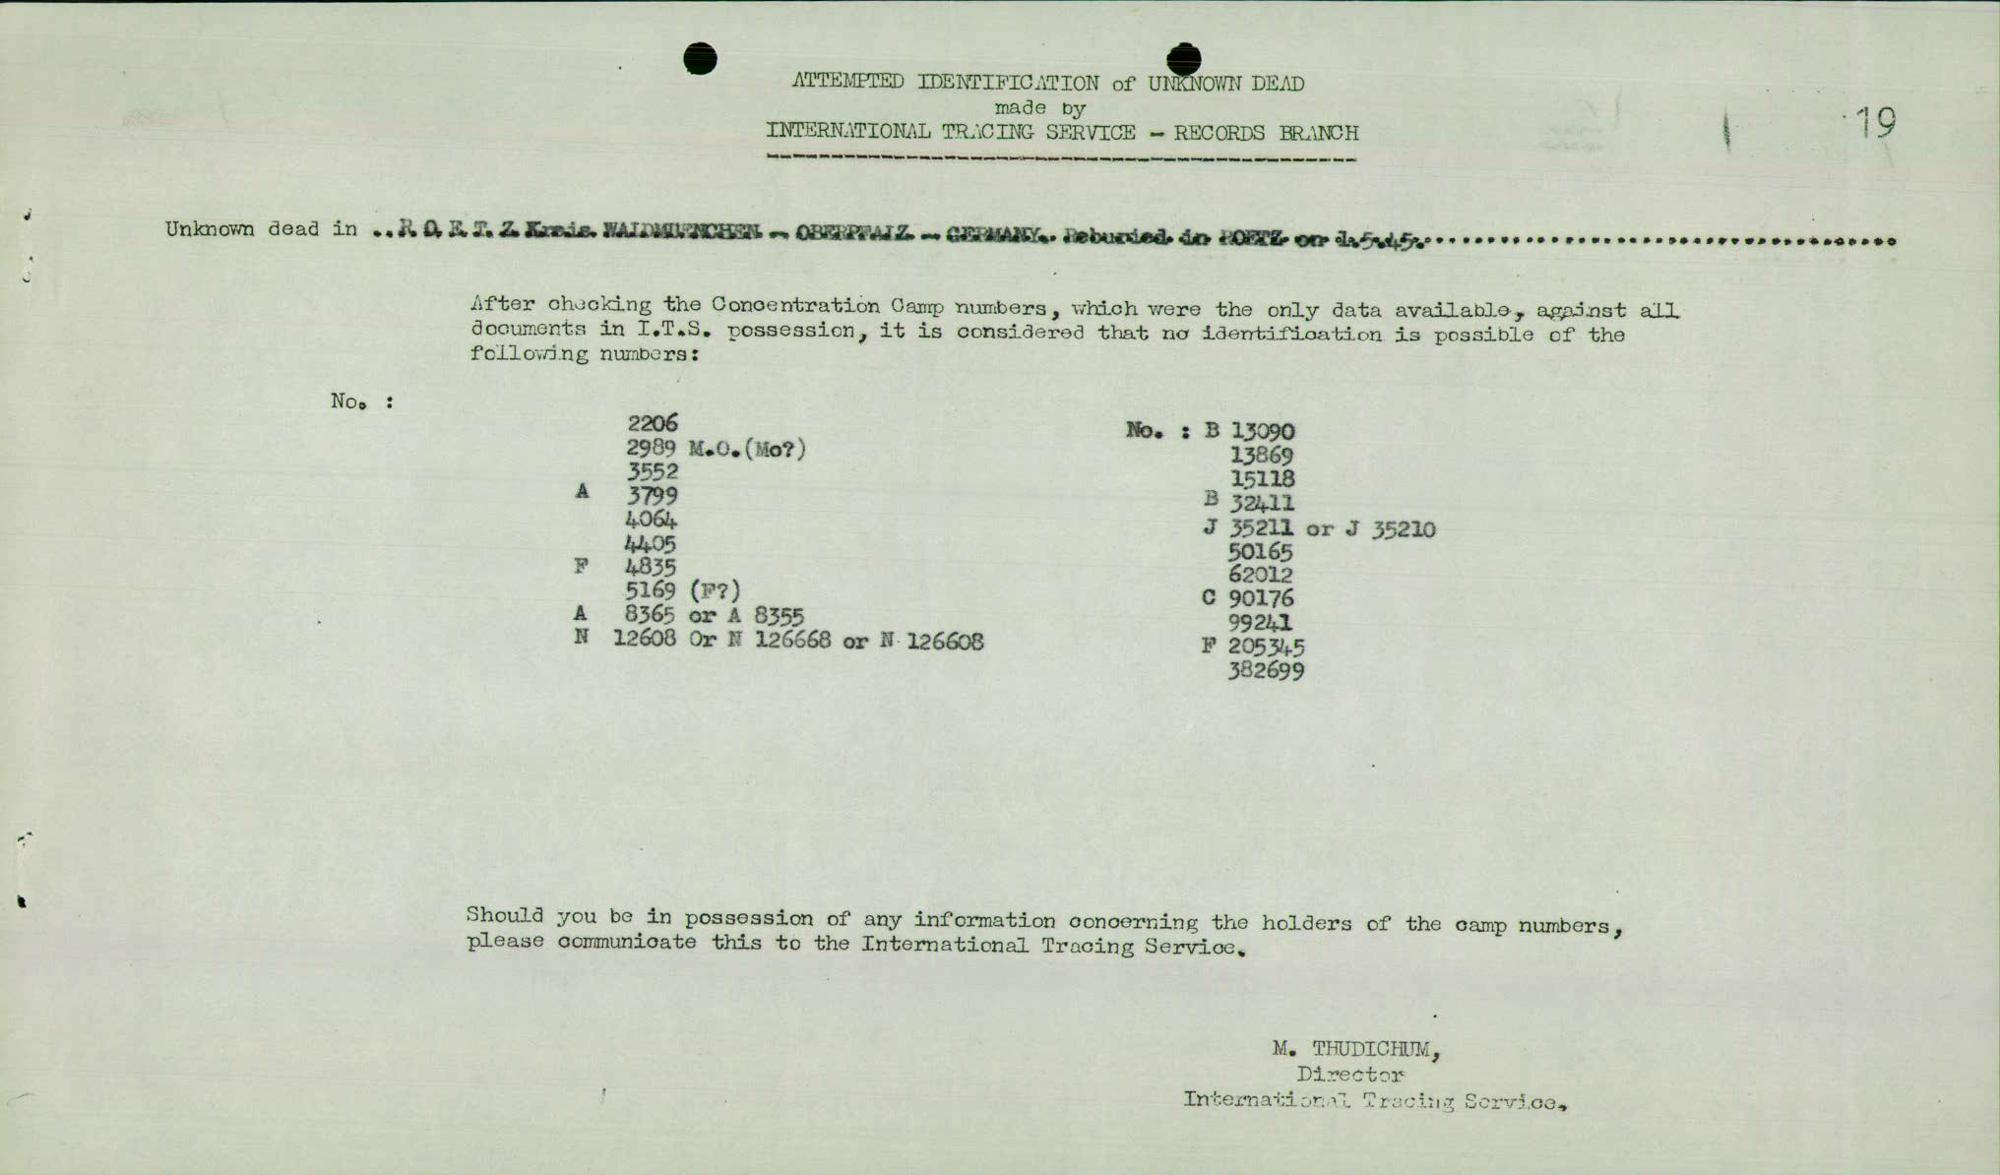 ATTEMPTED IDENTIFICATION of UNKNOWN DEAD
made by
INTERNATIONAL TRACING SERVICE - RECORDS BRANCH
19
Unknown dead in ..R.O.E.T.Z Kreis. WALDMUENCHEN - OBERPFALZ - GERMANY. Reburied in ROETZ on 1.5.45.
After checking the Concentration Camp numbers, which were the only data available, against all
documents in I.T.S. possession, it is considered that no identification is possible of the
following numbers:
No. :
2206
2989 M.O.(Mo?)
3552
A 3799
4064
4405
F 4835
5169 (F?)
A 8365 or A 8355
N 12608 Or N 126668 or N 126608
No. : B 13090
13869
15118
B 32411
J 35211 or J 35210
50165
62012
C 90176
99241
F 205345
382699
Should you be in possession of any information concerning the holders of the camp numbers,
please communicate this to the International Tracing Service.
M. THUDICHUM,
Director
International Tracing Service.